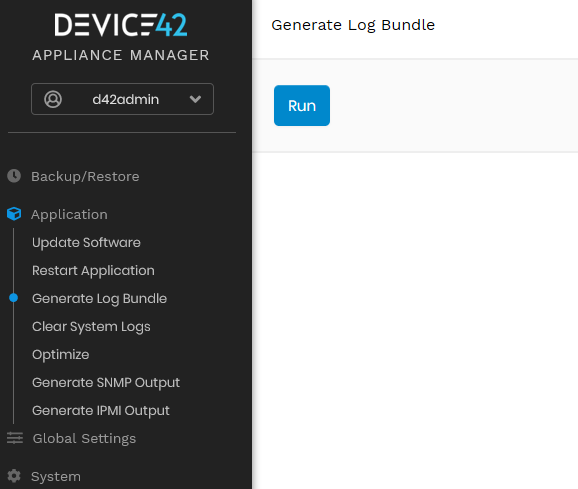 DEVICE42
APPLIANCE MANAGER
d42admin
Backup/Restore
Application
Update Software
Restart Application
Generate Log Bundle
Clear System Logs
Optimize
Generate SNMP Output
Generate IPMI Output
Global Settings
System
Generate Log Bundle
Run